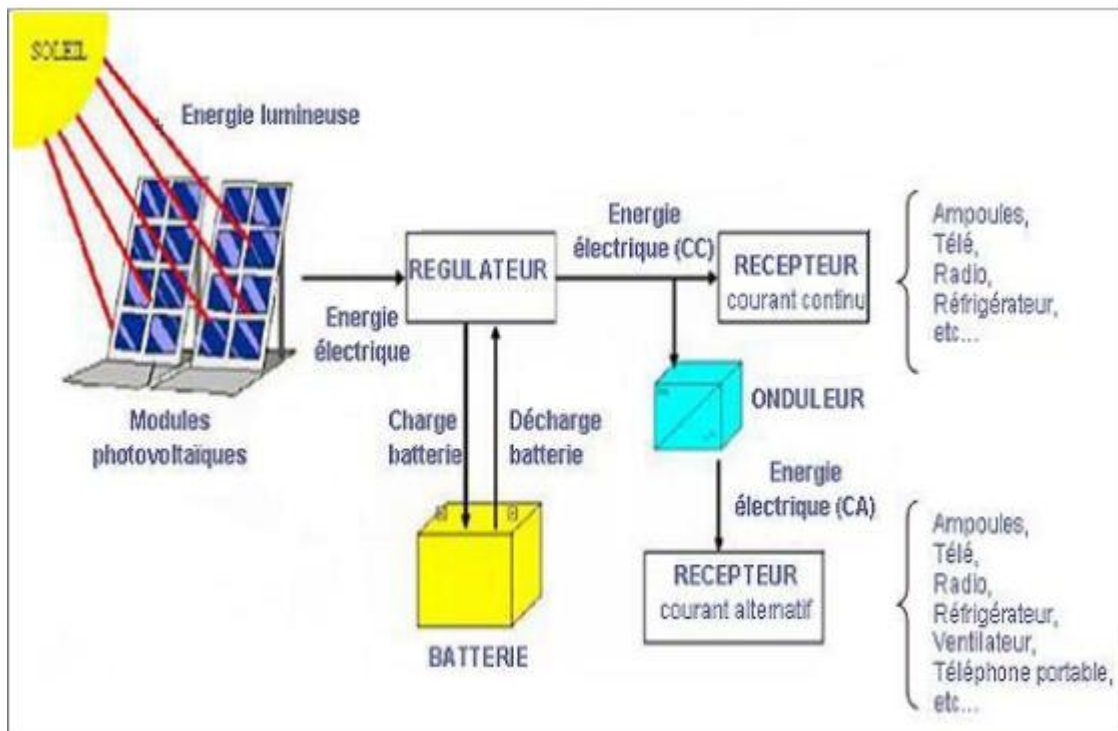 SOLEIL
Energie lumineuse
Modules
photovoltaïques
Energie
électrique
REGULATEUR
Charge
batterie
Décharge
batterie
BATTERIE
Energie
électrique (CC)
RECEPTEUR
courant continu
Ampoules,
Télé,
Radio,
Réfrigérateur,
etc...
ONDULEUR
Energie
électrique (CA)
RECEPTEUR
courant alternatif
Ampoules,
Télé,
Radio,
Réfrigérateur,
Ventilateur,
Téléphone portable,
etc...